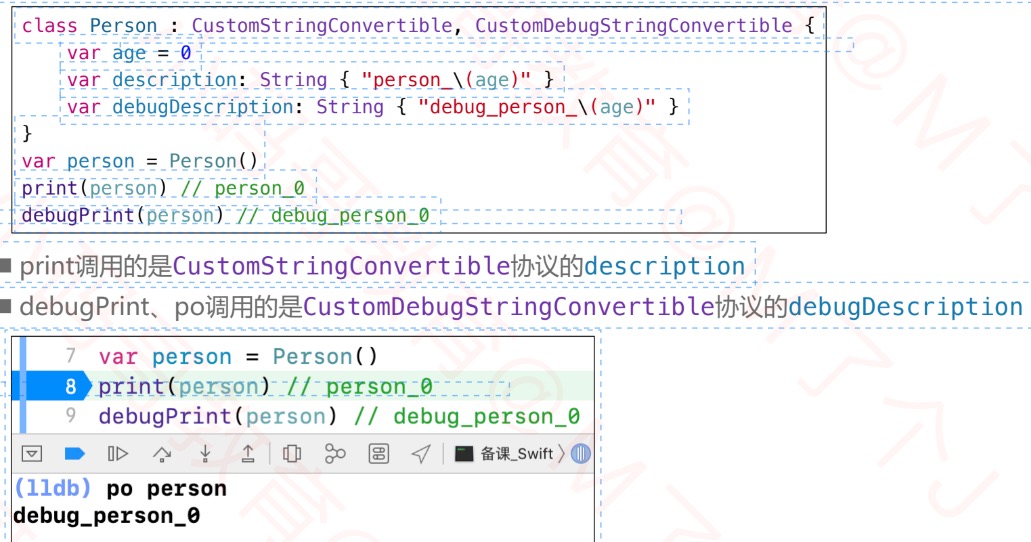 class Person : CustomStringConvertible, CustomDebugStringConvertible {
    var age = 0
    var description: String { "person_\(age)" }
    var debugDescription: String { "debug_person_\(age)" }
}
var person = Person()
print(person) // person_0
debugPrint(person) // debug_person_0
■ print调用的是CustomStringConvertible协议的description
■ debugPrint、po调用的是CustomDebugStringConvertible协议的debugDescription
7 var person = Person()
8 print(person) // person_0
9 debugPrint(person) // debug_person_0
备课_Swift
(lldb) po person
debug_person_0